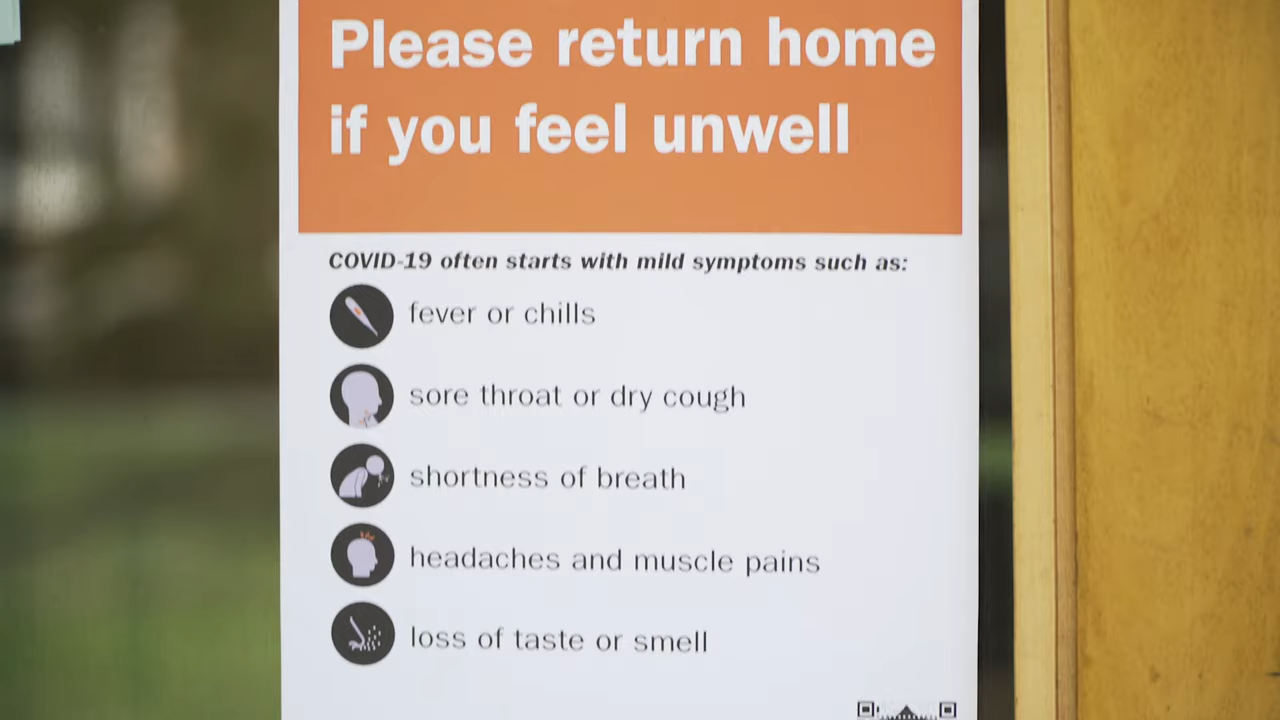 Please return home
if you feel unwell
COVID-19 often starts with mild symptoms such as:
fever or chills
sore throat or dry cough
shortness of breath
headaches and muscle pains
loss of taste or smell